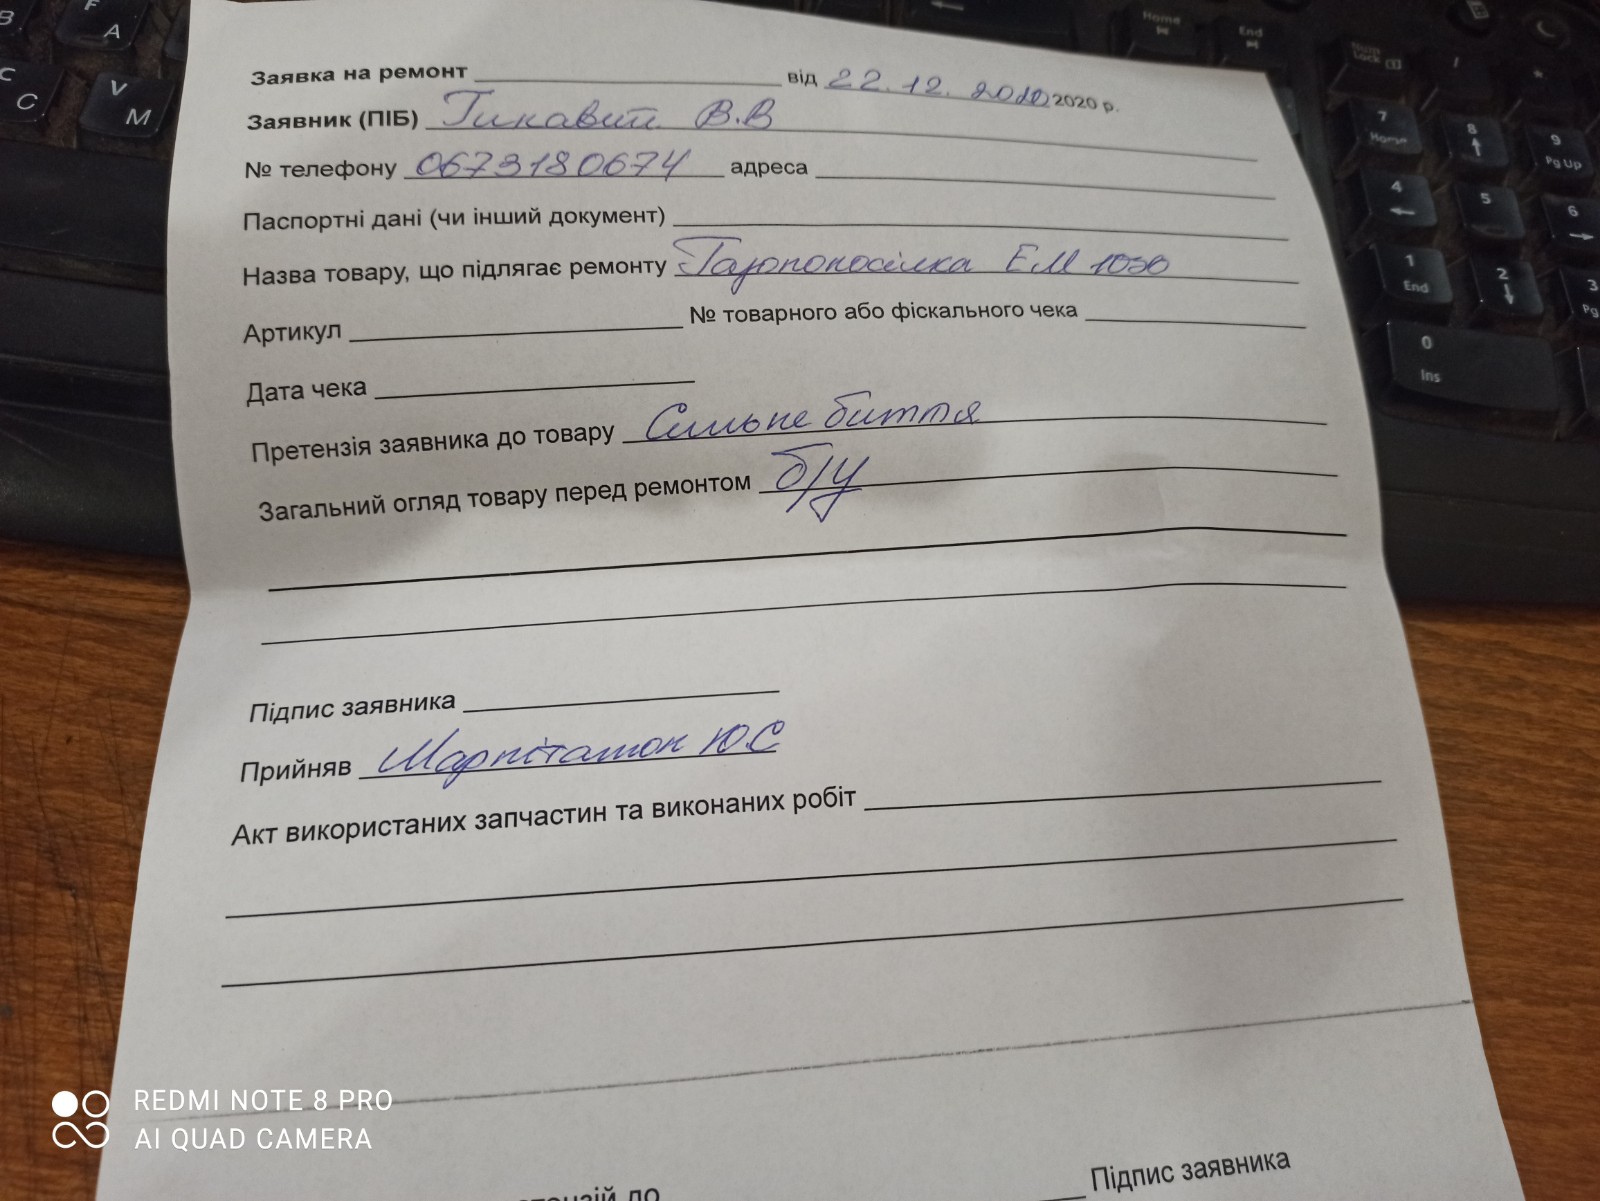 Заявка на ремонт ____ від 22.12.2020 2020 р.
Заявник (ПІБ) Гикавий В.В
№ телефону 0673180674 адреса
Паспортні дані (чи інший документ)
Назва товару, що підлягає ремонту Газонокосілка ЕМ 1030
Артикул ____ № товарного або фіскального чека
Дата чека
Претензія заявника до товару Сильне биття
Загальний огляд товару перед ремонтом б/у
Підпис заявника
Прийняв Ю.С
Акт використаних запчастин та виконаних робіт
REDMI NOTE 8 PRO
AI QUAD CAMERA
Підпис заявника